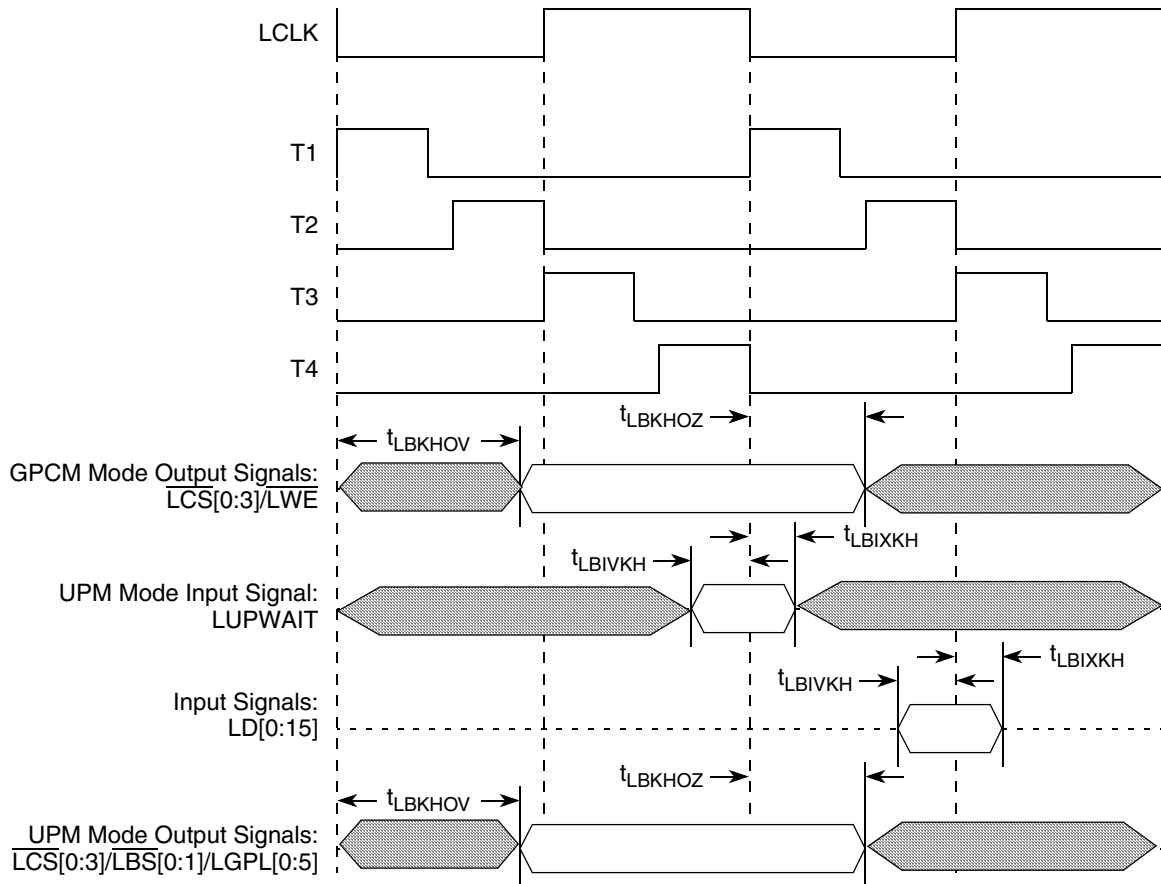 LCLK
T1
T2
T3
T4
tLBKHOZ
tLBKHOV
GPCM Mode Output Signals:
LCS[0:3]/LWE
tLBIXKH
tLBIVKH
UPM Mode Input Signal:
LUPWAIT
tLBIXKH
tLBIVKH
Input Signals:
LD[0:15]
tLBKHOZ
tLBKHOV
UPM Mode Output Signals:
LCS[0:3]/LBS[0:1]/LGPL[0:5]